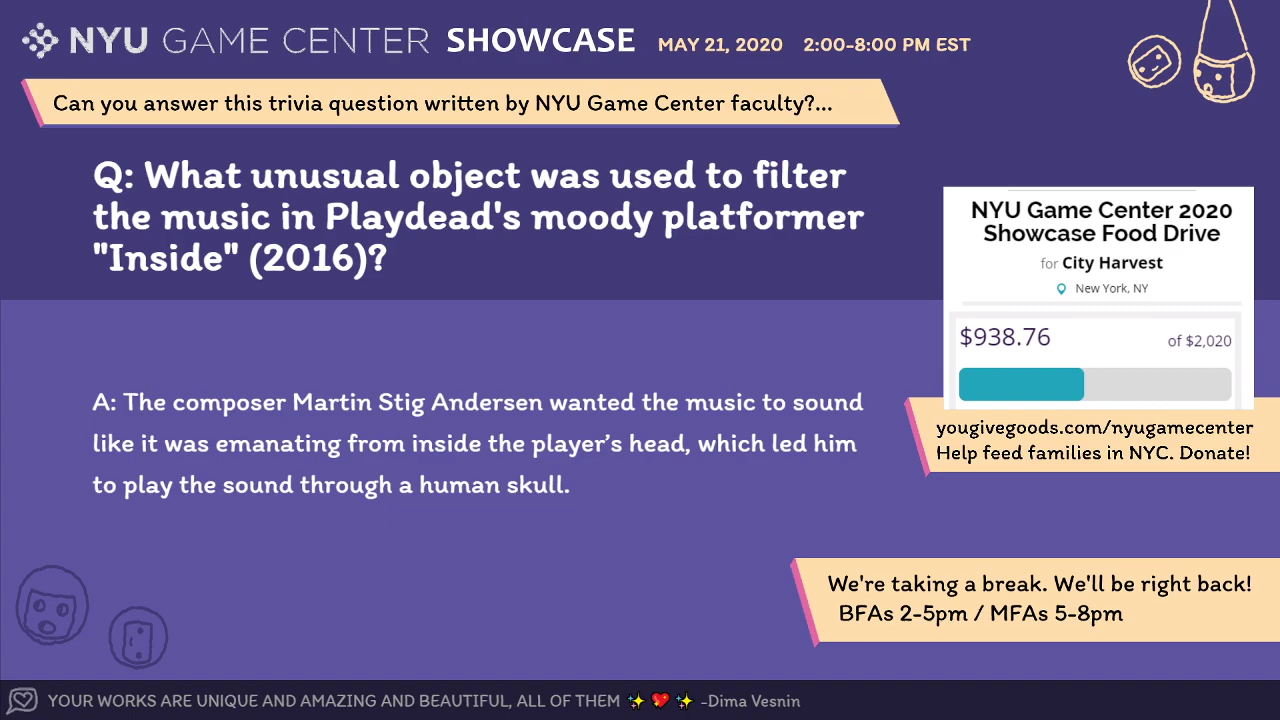 NYU GAME CENTER SHOWCASE MAY 21, 2020 2:00-8:00 PM EST
Can you answer this trivia question written by NYU Game Center faculty?...
Q: What unusual object was used to filter
the music in Playdead's moody platformer
"Inside" (2016)?
A: The composer Martin Stig Andersen wanted the music to sound
like it was emanating from inside the player’s head, which led him
to play the sound through a human skull.
NYU Game Center 2020
Showcase Food Drive
for City Harvest
New York, NY
$938.76 of $2,020
yougivegoods.com/nyugamecenter
Help feed families in NYC. Donate!
We're taking a break. We'll be right back!
BFAs 2-5pm / MFAs 5-8pm
YOUR WORKS ARE UNIQUE AND AMAZING AND BEAUTIFUL, ALL OF THEM ✨ 💖 ✨ -Dima Vesnin